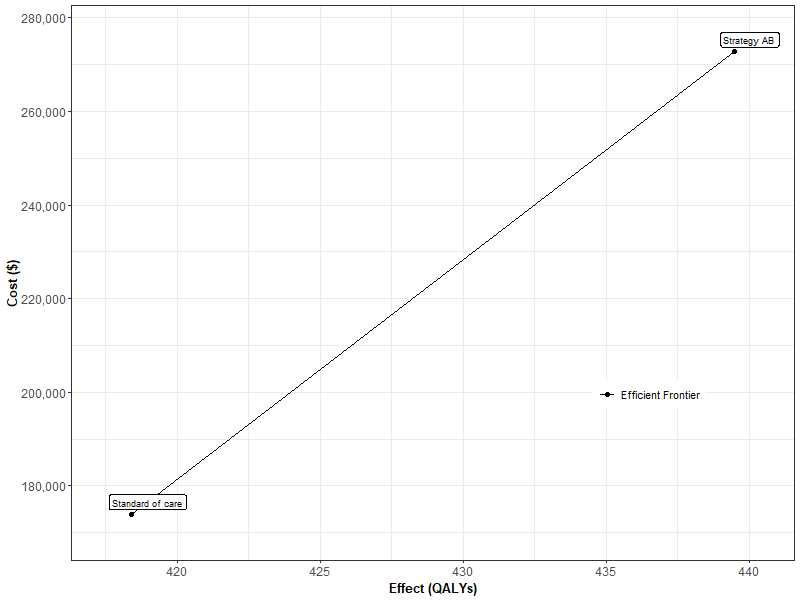 280,000
260,000
240,000
220,000
200,000
180,000
Cost ($)
Strategy AB
Efficient Frontier
Standard of care
420
425
430
435
440
Effect (QALYs)